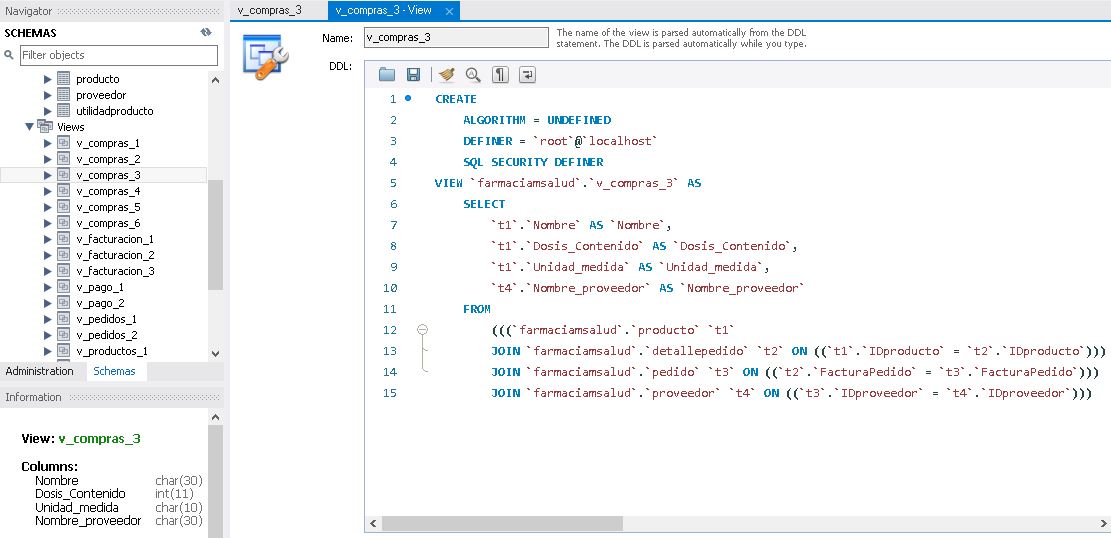 Navigator
SCHEMAS
Filter objects
producto
proveedor
utilidadproducto
Views
v_compras_1
v_compras_2
v_compras_3
v_compras_4
v_compras_5
v_compras_6
v_facturacion_1
v_facturacion_2
v_facturacion_3
v_pago_1
v_pago_2
v_pedidos_1
v_pedidos_2
v_productos_1
Administration Schemas
Information
View: v_compras_3
Columns:
Nombre char(30)
Dosis_Contenido int(11)
Unidad_medida char(10)
Nombre_proveedor char(30)
v_compras_3 v_compras_3 - View
Name: v_compras_3
The name of the view is parsed automatically from the DDL
statement. The DDL is parsed automatically while you type.
DDL:
1 CREATE
2 ALGORITHM = UNDEFINED
3 DEFINER = `root`@`localhost`
4 SQL SECURITY DEFINER
5 VIEW `farmaciamsalud`.`v_compras_3` AS
6 SELECT
7 `t1`.`Nombre` AS `Nombre`,
8 `t1`.`Dosis_Contenido` AS `Dosis_Contenido`,
9 `t1`.`Unidad_medida` AS `Unidad_medida`,
10 `t4`.`Nombre_proveedor` AS `Nombre_proveedor`
11 FROM
12 (((`farmaciamsalud`.`producto` `t1`
13 JOIN `farmaciamsalud`.`detallepedido` `t2` ON ((`t1`.`IDproducto` = `t2`.`IDproducto`)))
14 JOIN `farmaciamsalud`.`pedido` `t3` ON ((`t2`.`FacturaPedido` = `t3`.`FacturaPedido`)))
15 JOIN `farmaciamsalud`.`proveedor` `t4` ON ((`t3`.`IDproveedor` = `t4`.`IDproveedor`)))